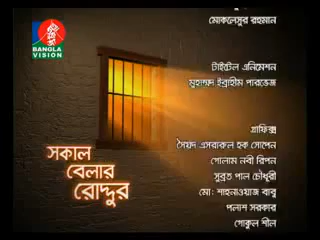 মোকলেসুর রহমান
BANGLA
VISION
টাইটেল এনিমেশন
মুহাম্মদ ইব্রাহীম পারভেজ
গ্রাফিক্স
সৈয়দ এসবারুল হক সোপেন
গোলাম নবী রিপন
সুব্রত পাল চৌধুরী
মো: শাহনাওয়াজ বাবু
পলাশ সরকার
গোকুল শীল
সকাল
বেলার
রোদ্দুর